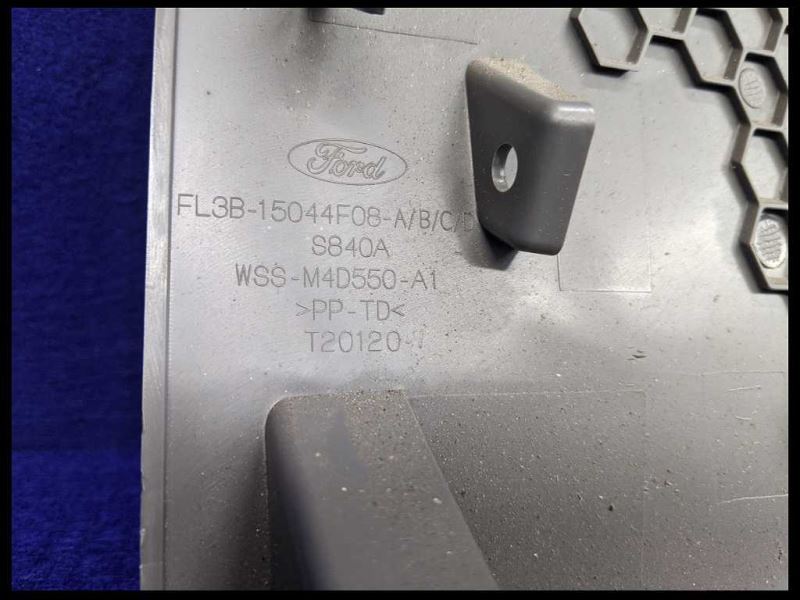 Ford
FL3B-15044F08-A/B/C/D
S840A
WSS-M4D550-A1
>PP-TD<